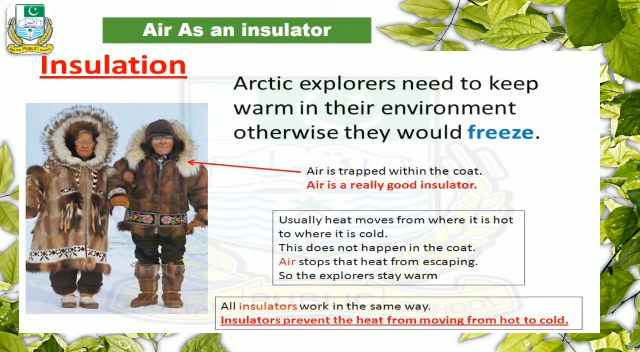 Air As an insulator
Insulation
Arctic explorers need to keep
warm in their environment
otherwise they would freeze.
Air is trapped within the coat.
Air is a really good insulator.
Usually heat moves from where it is hot
to where it is cold.
This does not happen in the coat.
Air stops that heat from escaping.
So the explorers stay warm
All insulators work in the same way.
Insulators prevent the heat from moving from hot to cold.